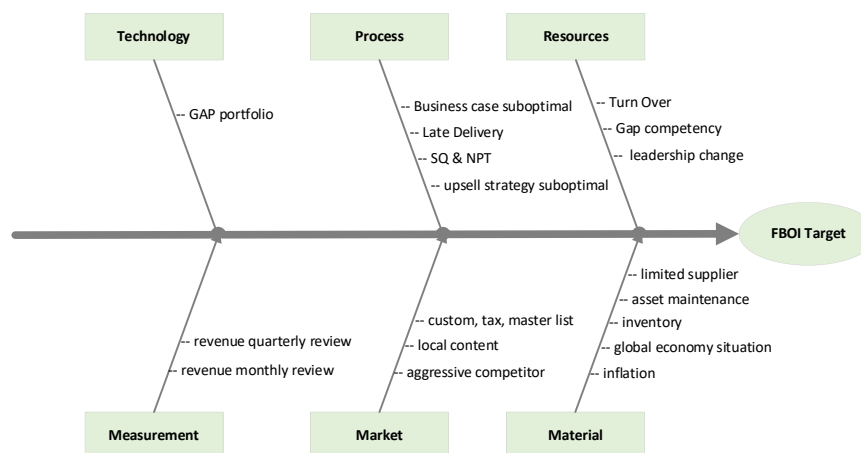 Technology
Process
Resources
-- GAP portfolio
-- Business case suboptimal
-- Late Delivery
-- SQ & NPT
-- upsell strategy suboptimal
-- Turn Over
-- Gap competency
-- leadership change
FBOI Target
-- revenue quarterly review
-- revenue monthly review
-- custom, tax, master list
-- local content
-- aggressive competitor
-- limited supplier
-- asset maintenance
-- inventory
-- global economy situation
-- inflation
Measurement
Market
Material